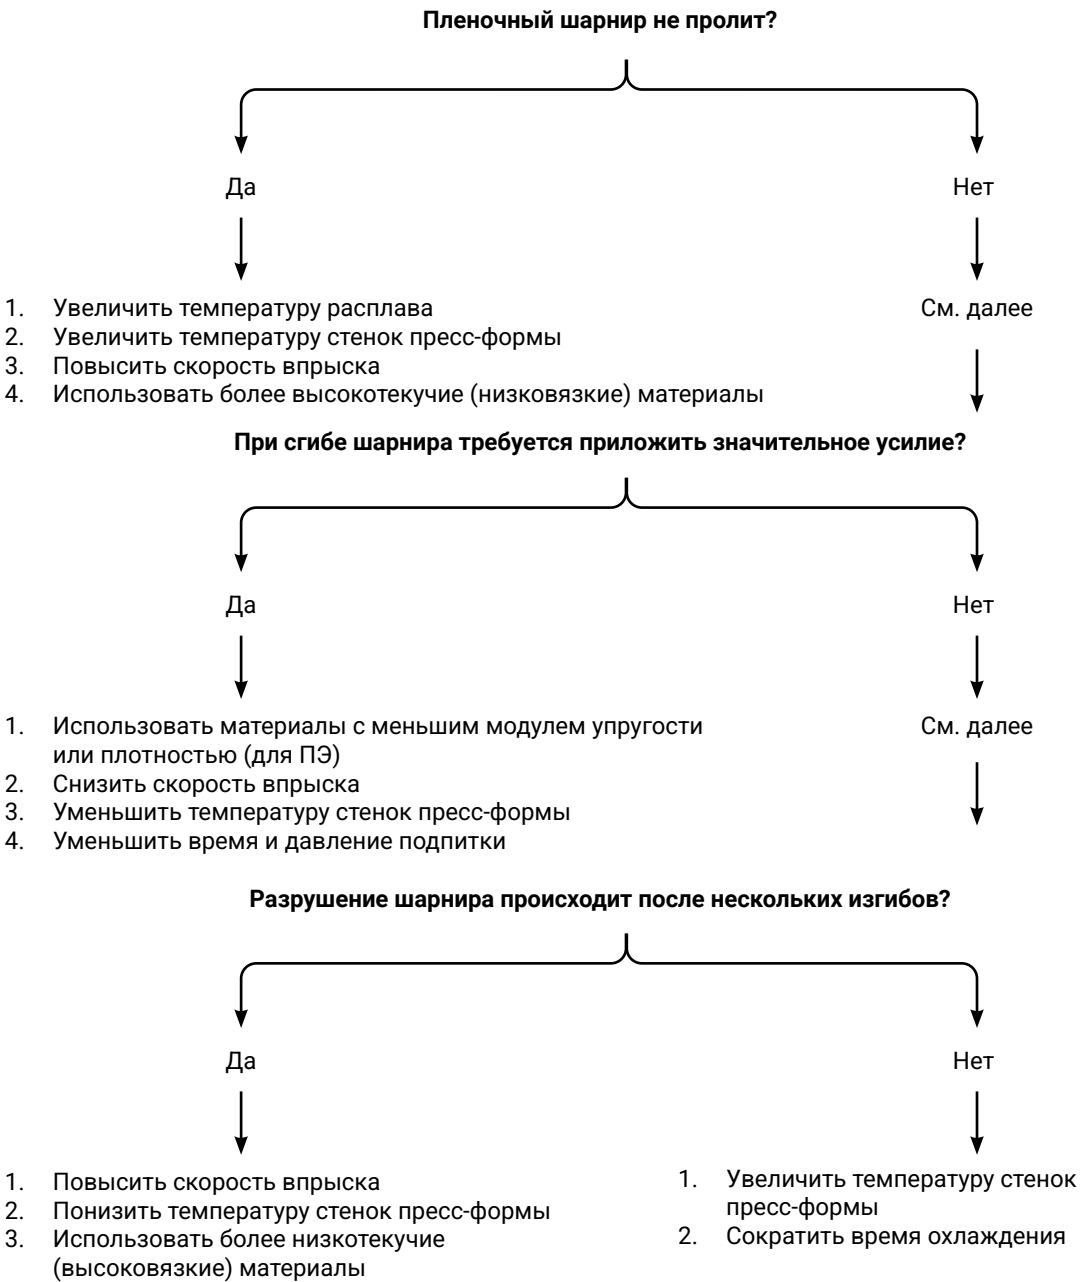 Пленочный шарнир не пролит?
Да
Нет
1. Увеличить температуру расплава
2. Увеличить температуру стенок пресс-формы
3. Повысить скорость впрыска
4. Использовать более высокотекучие (низковязкие) материалы
См. далее
При сгибе шарнира требуется приложить значительное усилие?
Да
Нет
1. Использовать материалы с меньшим модулем упругости
или плотностью (для ПЭ)
2. Снизить скорость впрыска
3. Уменьшить температуру стенок пресс-формы
4. Уменьшить время и давление подпитки
См. далее
Разрушение шарнира происходит после нескольких изгибов?
Да
Нет
1. Повысить скорость впрыска
2. Понизить температуру стенок пресс-формы
3. Использовать более низкотекучие
(высоковязкие) материалы
1. Увеличить температуру стенок
пресс-формы
2. Сократить время охлаждения